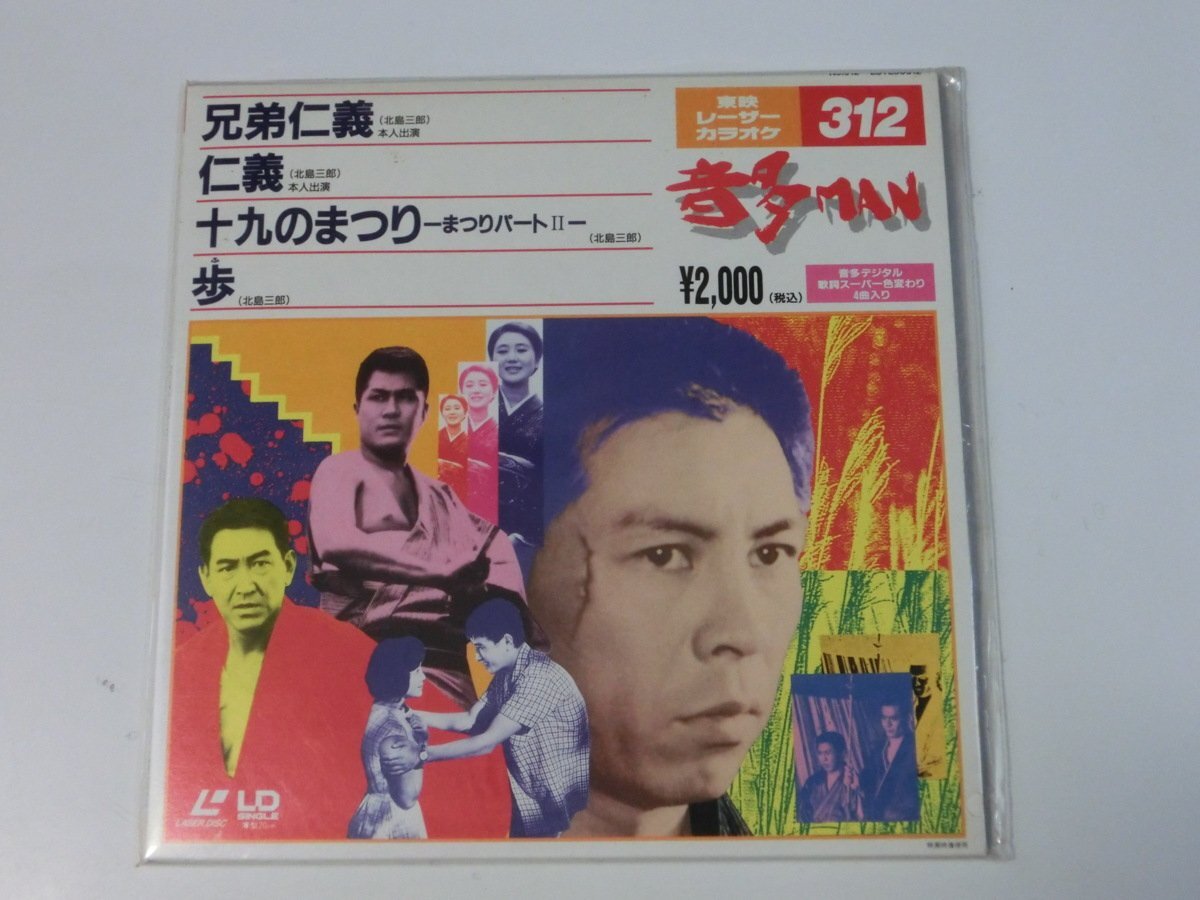 兄弟仁義(北島三郎)
本人出演
仁義(北島三郎)
本人出演
十九のまつり-まつりパートⅡ-
(北島三郎)
ふ
歩(北島三郎)
東映
レーザー
カラオケ
312
音多MAN
¥2,000(税込)
音多デジタル
歌詞スーパー色変わり
4曲入り
LASER DISC
LD
SINGLE